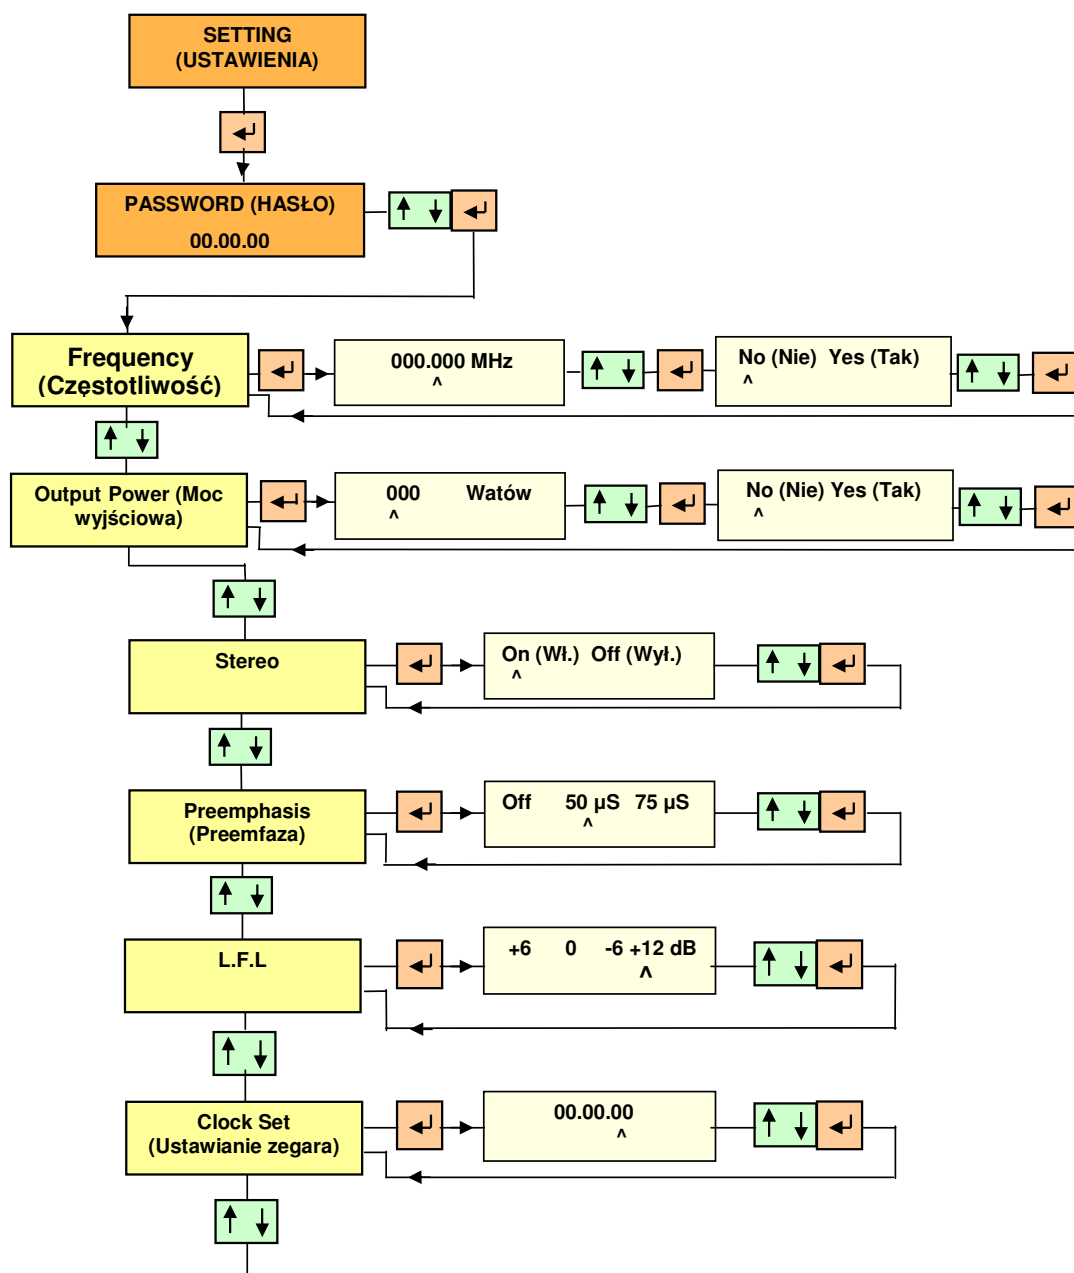 SETTING
(USTAWIENIA)
PASSWORD (HASŁO)
00.00.00
Frequency
(Częstotliwość)
000.000 MHz
^
No (Nie) Yes (Tak)
^
Output Power (Moc
wyjściowa)
000 Watów
^
No (Nie) Yes (Tak)
^
Stereo
On (Wł.) Off (Wył.)
^
Preemphasis
(Preemfaza)
Off 50 µS 75 µS
^
L.F.L
+6 0 -6 +12 dB
^
Clock Set
(Ustawianie zegara)
00.00.00
^